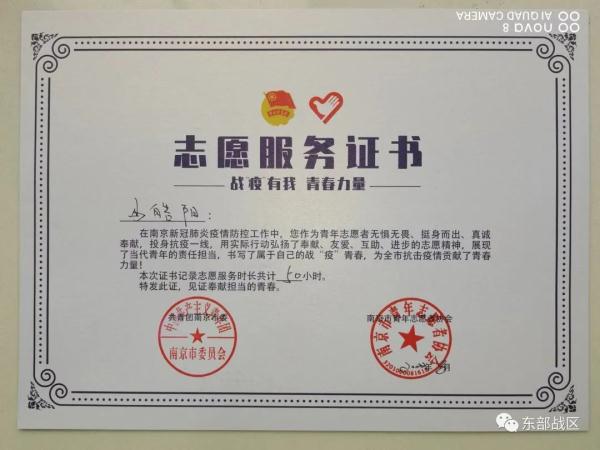 nova 8
AI QUAD CAMERA
志愿服务证书
战疫有我 青春力量
皓阳:
在南京新冠肺炎疫情防控工作中,您作为青年志愿者无惧无畏、挺身而出、真诚
奉献,投身抗疫一线,用实际行动弘扬了奉献、友爱、互助、进步的志愿精神,展现
了当代青年的责任担当,书写了属于自己的战“疫”青春,为全市抗击疫情贡献了青春
力量!
本次证书记录志愿服务时长共计50小时。
特发此证,见证奉献担当的青春。
共青团南京市委
南京市青年志愿者协会
南京市委员会
月
东部战区